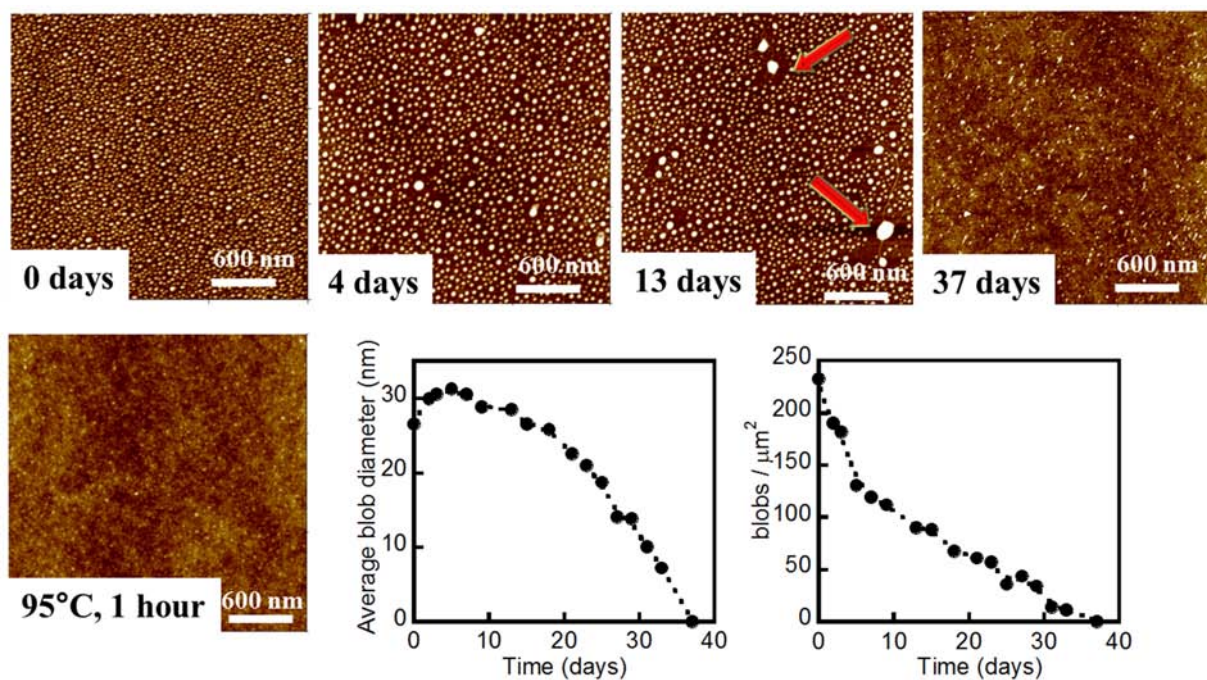 0 days
600 nm
4 days
600 nm
13 days
600 nm
37 days
600 nm
95°C, 1 hour
600 nm
Average blob diameter (nm)
30
20
10
0
0 10 20 30 40
Time (days)
blobs / μm²
250
200
150
100
50
0
0 10 20 30 40
Time (days)